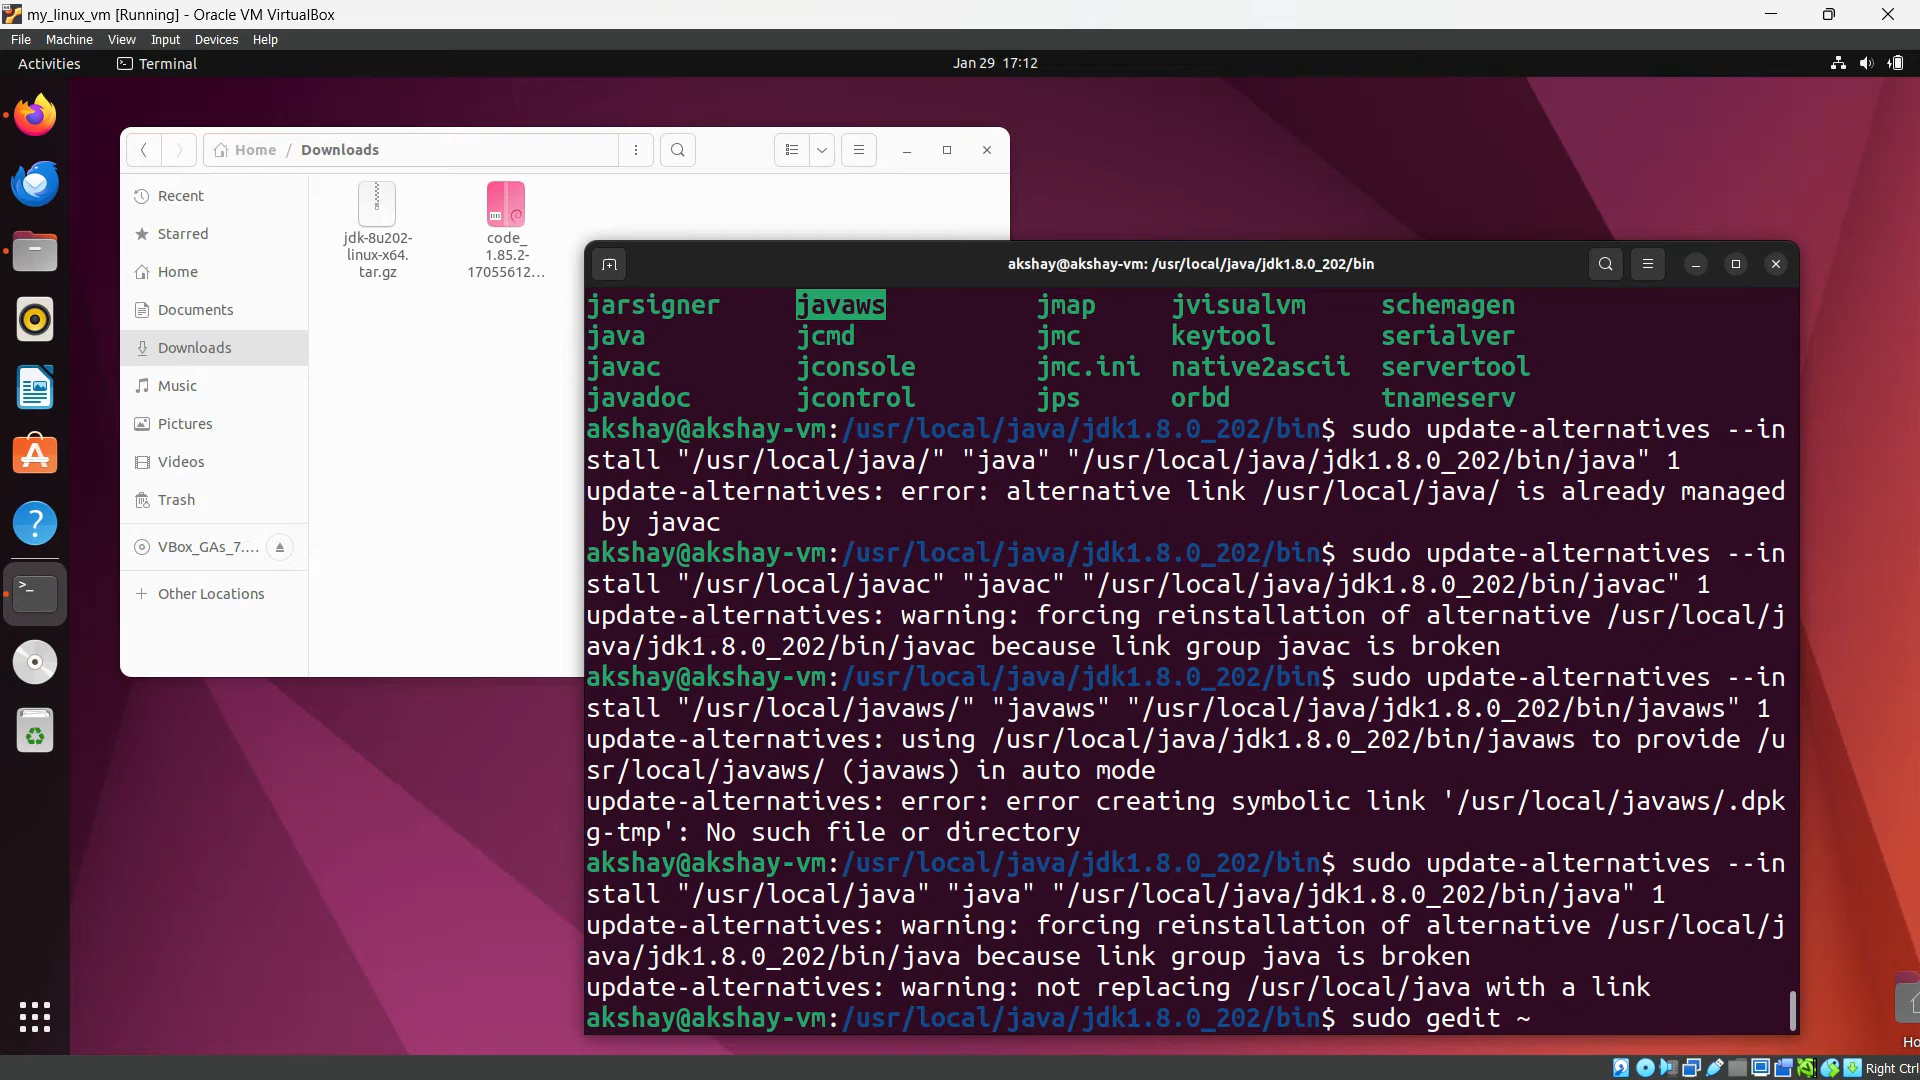 my_linux_vm [Running] - Oracle VM VirtualBox
File Machine View Input Devices Help
Activities Terminal Jan 29 17:12
Home / Downloads
Recent
Starred
Home
Documents
Downloads
Music
Pictures
Videos
Trash
VBox_GAs_7....
Other Locations
jdk-8u202-
linux-x64.
tar.gz
code_
1.85.2-
17055612...
akshay@akshay-vm: /usr/local/java/jdk1.8.0_202/bin
jarsigner javaws jmap jvisualvm schemagen
java jcmd jmc keytool serialver
javac jconsole jmc.ini native2ascii servertool
javadoc jcontrol jps orbd tnameserv
akshay@akshay-vm:/usr/local/java/jdk1.8.0_202/bin$ sudo update-alternatives --in
stall "/usr/local/java/" "java" "/usr/local/java/jdk1.8.0_202/bin/java" 1
update-alternatives: error: alternative link /usr/local/java/ is already managed
by javac
akshay@akshay-vm:/usr/local/java/jdk1.8.0_202/bin$ sudo update-alternatives --in
stall "/usr/local/javac" "javac" "/usr/local/java/jdk1.8.0_202/bin/javac" 1
update-alternatives: warning: forcing reinstallation of alternative /usr/local/j
ava/jdk1.8.0_202/bin/javac because link group javac is broken
akshay@akshay-vm:/usr/local/java/jdk1.8.0_202/bin$ sudo update-alternatives --in
stall "/usr/local/javaws/" "javaws" "/usr/local/java/jdk1.8.0_202/bin/javaws" 1
update-alternatives: using /usr/local/java/jdk1.8.0_202/bin/javaws to provide /u
sr/local/javaws/ (javaws) in auto mode
update-alternatives: error: error creating symbolic link '/usr/local/javaws/.dpk
g-tmp': No such file or directory
akshay@akshay-vm:/usr/local/java/jdk1.8.0_202/bin$ sudo update-alternatives --in
stall "/usr/local/java" "java" "/usr/local/java/jdk1.8.0_202/bin/java" 1
update-alternatives: warning: forcing reinstallation of alternative /usr/local/j
ava/jdk1.8.0_202/bin/java because link group java is broken
update-alternatives: warning: not replacing /usr/local/java with a link
akshay@akshay-vm:/usr/local/java/jdk1.8.0_202/bin$ sudo gedit ~
Ho
Right Ctrl